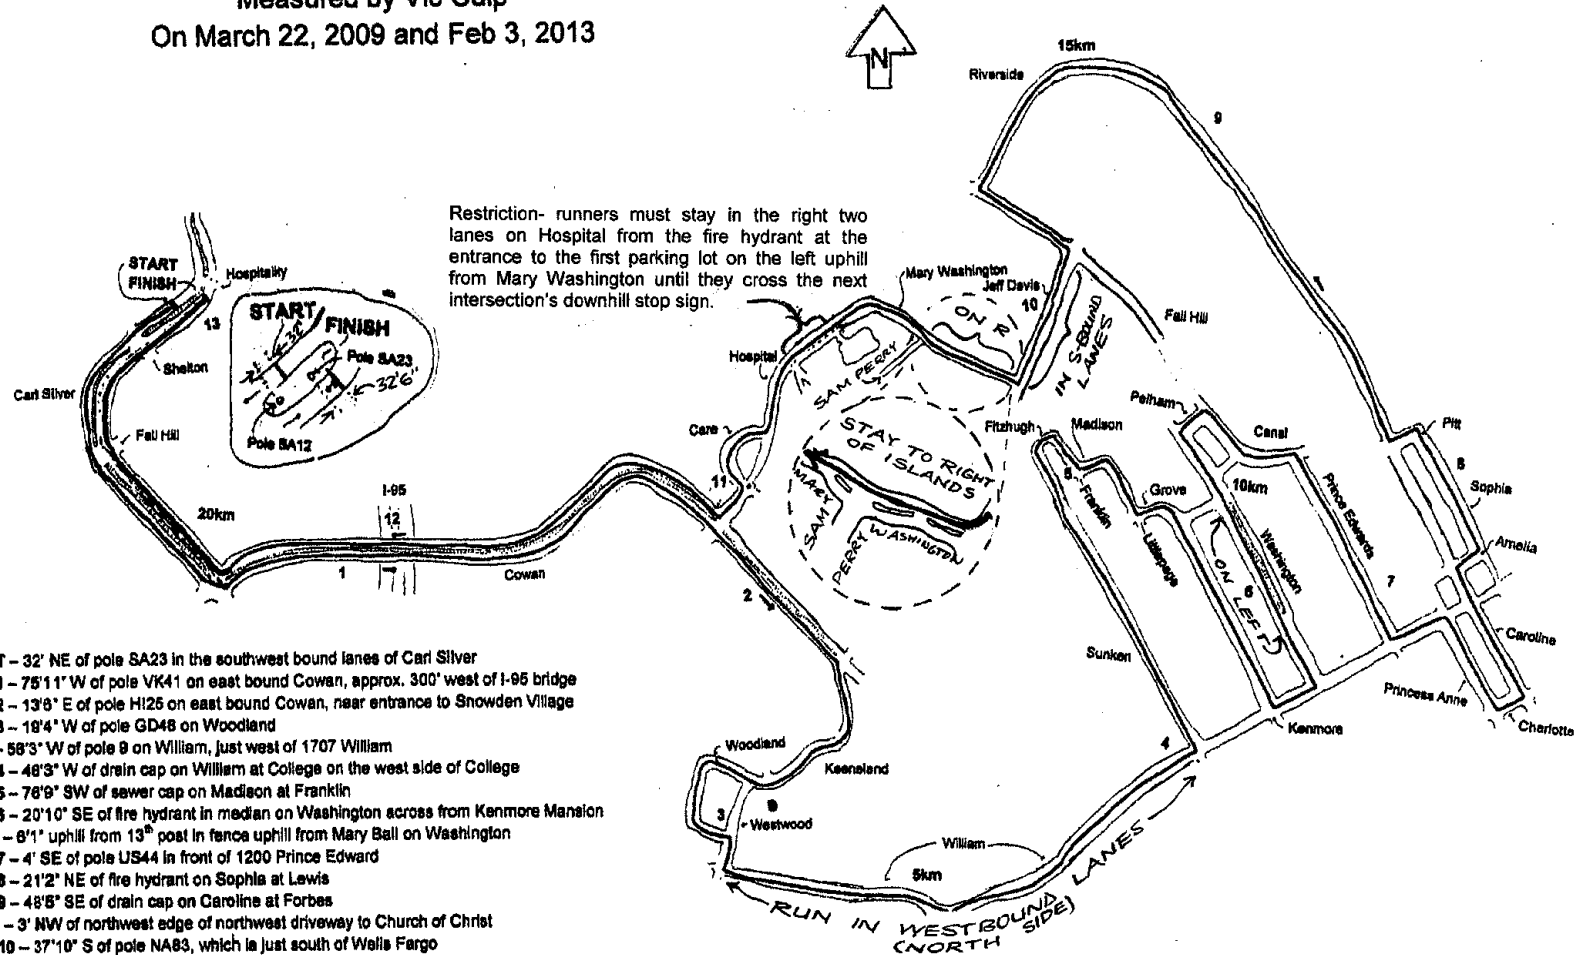 Measured by Vic Culp
On March 22, 2009 and Feb 3, 2013
N
15km
Riverside
9
Restriction- runners must stay in the right two
lanes on Hospital from the fire hydrant at the
entrance to the first parking lot on the left uphill
from Mary Washington until they cross the next
intersection's downhill stop sign.
START
FINISH
Hospitality
13
Shelton
Carl Silver
Fall Hill
START
32'
FINISH
Pole SA23
32'6"
Pole SA12
Mary Washington
Jeff Davis
10
ON R
IN S-BOUND
LANES
Fall Hill
Hospital
SAM PERRY
Care
11
STAY TO RIGHT
OF ISLANDS
MARY
WASHINGTON
SAM
PERRY
Fitzhugh
Madison
5
Franklin
Grove
Littlepage
Pelham
Canal
10km
Washington
ON LEFT
6
Prince Edwards
7
Pitt
8
Sophia
Amelia
Caroline
Princess Anne
Charlotte
Kenmore
Sunken
4
20km
I-95
12
1
Cowan
2
Woodland
Keeneland
3
Westwood
William
5km
RUN IN WESTBOUND LANES
(NORTH SIDE)
T – 32' NE of pole SA23 in the southwest bound lanes of Carl Silver
1 – 75'11" W of pole VK41 on east bound Cowan, approx. 300' west of I-95 bridge
2 – 13'6" E of pole HI25 on east bound Cowan, near entrance to Snowden Village
3 – 19'4" W of pole GD48 on Woodland
- 56'3" W of pole 9 on William, just west of 1707 William
4 – 46'3" W of drain cap on William at College on the west side of College
5 – 76'9" SW of sewer cap on Madison at Franklin
6 – 20'10" SE of fire hydrant in median on Washington across from Kenmore Mansion
– 6'1" uphill from 13th post in fence uphill from Mary Ball on Washington
7 – 4' SE of pole US44 in front of 1200 Prince Edward
8 – 21'2" NE of fire hydrant on Sophia at Lewis
9 – 48'5" SE of drain cap on Caroline at Forbes
– 3' NW of northwest edge of northwest driveway to Church of Christ
10 – 37'10" S of pole NA83, which is just south of Wells Fargo